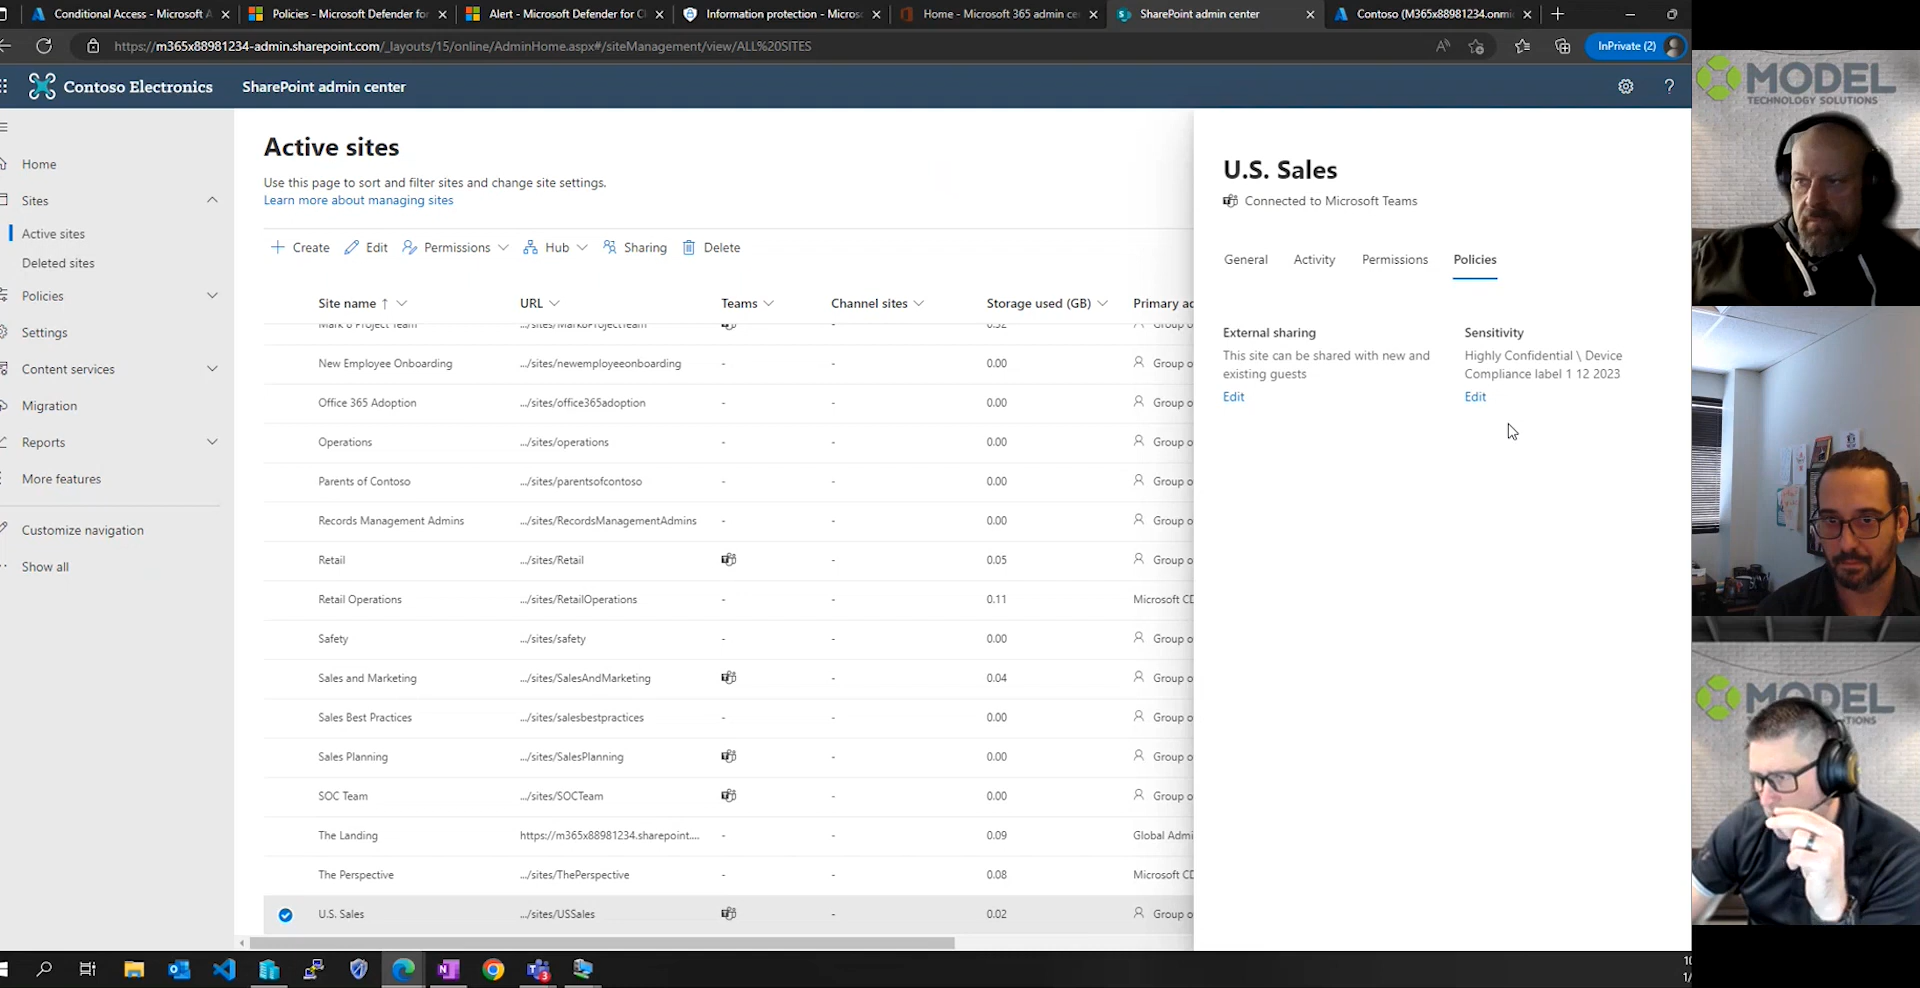 Conditional Access - Microsoft A
Policies - Microsoft Defender for
Alert - Microsoft Defender for Cl
Information protection - Micros
Home - Microsoft 365 admin ce
SharePoint admin center
Contoso (M365x88981234.onmi
https://m365x88981234-admin.sharepoint.com/_layouts/15/online/AdminHome.aspx#/siteManagement/view/ALL%20SITES
InPrivate (2)
Contoso Electronics
SharePoint admin center
?
Home
Sites
Active sites
Deleted sites
Policies
Settings
Content services
Migration
Reports
More features
Customize navigation
Show all
Active sites
Use this page to sort and filter sites and change site settings.
Learn more about managing sites
Create Edit Permissions Hub Sharing Delete
Site name ↑ URL Teams Channel sites Storage used (GB) Primary ad
Mark 8 Project Team .../sites/Mark8ProjectTeam - 0.32 Group o
New Employee Onboarding .../sites/newemployeeonboarding - - 0.00 Group o
Office 365 Adoption .../sites/office365adoption - - 0.00 Group o
Operations .../sites/operations - - 0.00 Group o
Parents of Contoso .../sites/parentsofcontoso - - 0.00 Group o
Records Management Admins .../sites/RecordsManagementAdmins - - 0.00 Group o
Retail .../sites/Retail - 0.05 Group o
Retail Operations .../sites/RetailOperations - - 0.11 Microsoft CD
Safety .../sites/safety - - 0.00 Group o
Sales and Marketing .../sites/SalesAndMarketing - 0.04 Group o
Sales Best Practices .../sites/salesbestpractices - - 0.00 Group o
Sales Planning .../sites/SalesPlanning - 0.00 Group o
SOC Team .../sites/SOCTeam - 0.00 Group o
The Landing https://m365x88981234.sharepoint.... - - 0.09 Global Admi
The Perspective .../sites/ThePerspective - - 0.08 Microsoft CD
U.S. Sales .../sites/USSales - 0.02 Group o
U.S. Sales
Connected to Microsoft Teams
General Activity Permissions Policies
External sharing
This site can be shared with new and
existing guests
Edit
Sensitivity
Highly Confidential \ Device
Compliance label 1 12 2023
Edit
MODEL
TECHNOLOGY SOLUTIONS
MODEL